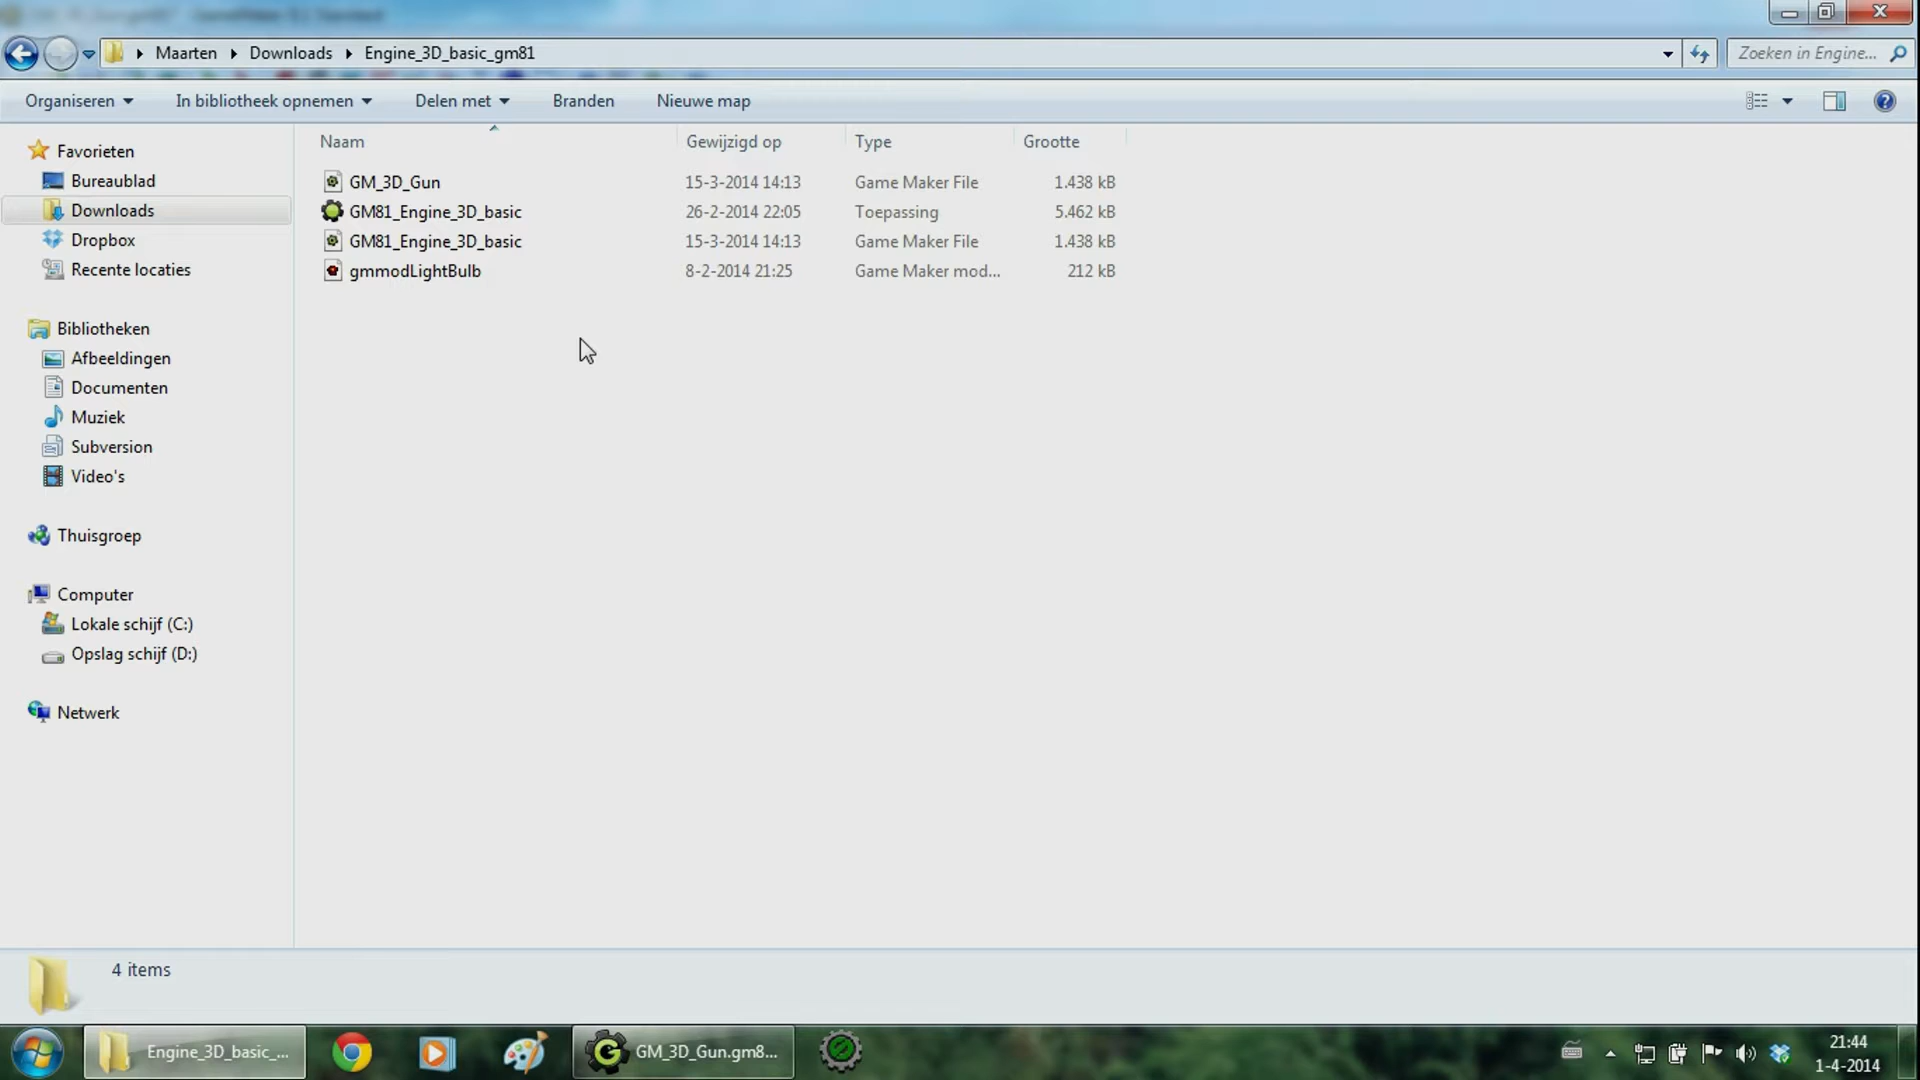 Maarten Downloads Engine_3D_basic_gm81
Zoeken in Engine...
Organiseren In bibliotheek opnemen Delen met Branden Nieuwe map
Naam Gewijzigd op Type Grootte
GM_3D_Gun 15-3-2014 14:13 Game Maker File 1.438 kB
GM81_Engine_3D_basic 26-2-2014 22:05 Toepassing 5.462 kB
GM81_Engine_3D_basic 15-3-2014 14:13 Game Maker File 1.438 kB
gmmodLightBulb 8-2-2014 21:25 Game Maker mod... 212 kB
Favorieten
Bureaublad
Downloads
Dropbox
Recente locaties
Bibliotheken
Afbeeldingen
Documenten
Muziek
Subversion
Video's
Thuisgroep
Computer
Lokale schijf (C:)
Opslag schijf (D:)
Netwerk
4 items
Engine_3D_basic_...
GM_3D_Gun.gm8...
21:44
1-4-2014